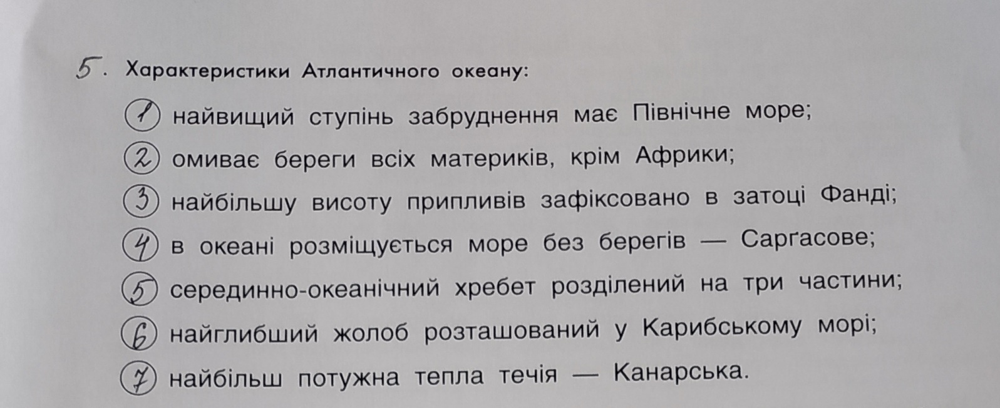 5. Характеристики Атлантичного океану:
1 найвищий ступінь забруднення має Північне море;
2 омиває береги всіх материків, крім Африки;
3 найбільшу висоту припливів зафіксовано в затоці Фанді;
4 в океані розміщується море без берегів — Сарґасове;
5 серединно-океанічний хребет розділений на три частини;
6 найглибший жолоб розташований у Карибському морі;
7 найбільш потужна тепла течія — Канарська.